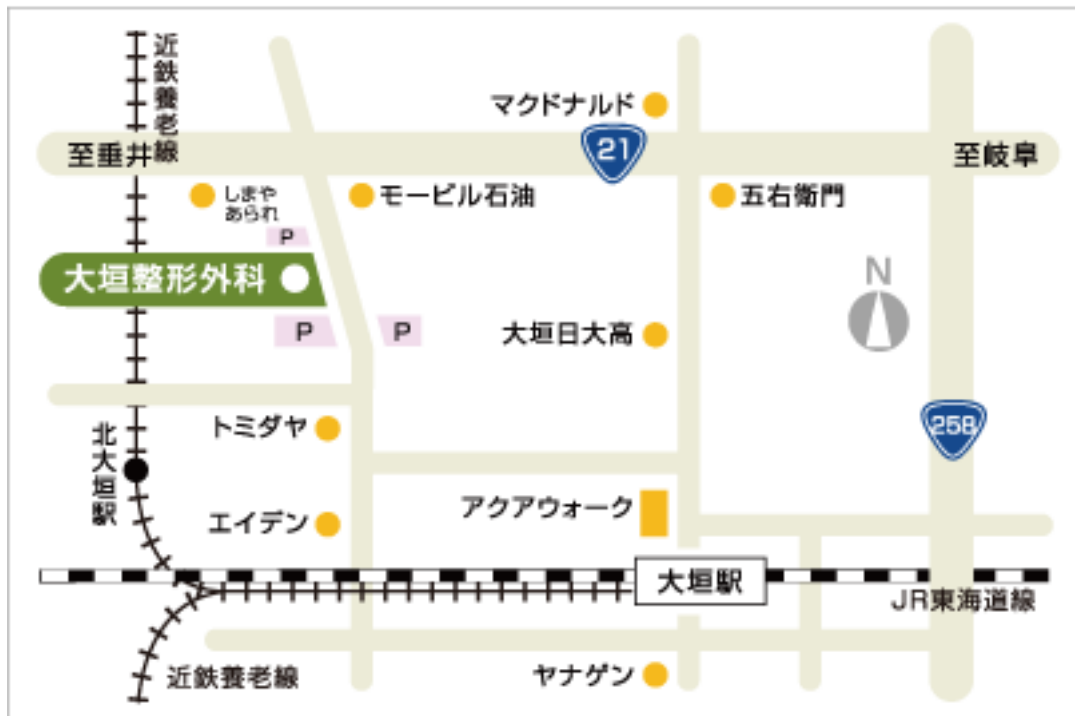 近鉄養老線
マクドナルド
21
至垂井
至岐阜
しまや
あられ
モービル石油
五右衛門
P
大垣整形外科
N
P
P
大垣日大高
トミダヤ
258
北大垣駅
アクアウォーク
エイデン
大垣駅
JR東海道線
近鉄養老線
ヤナゲン